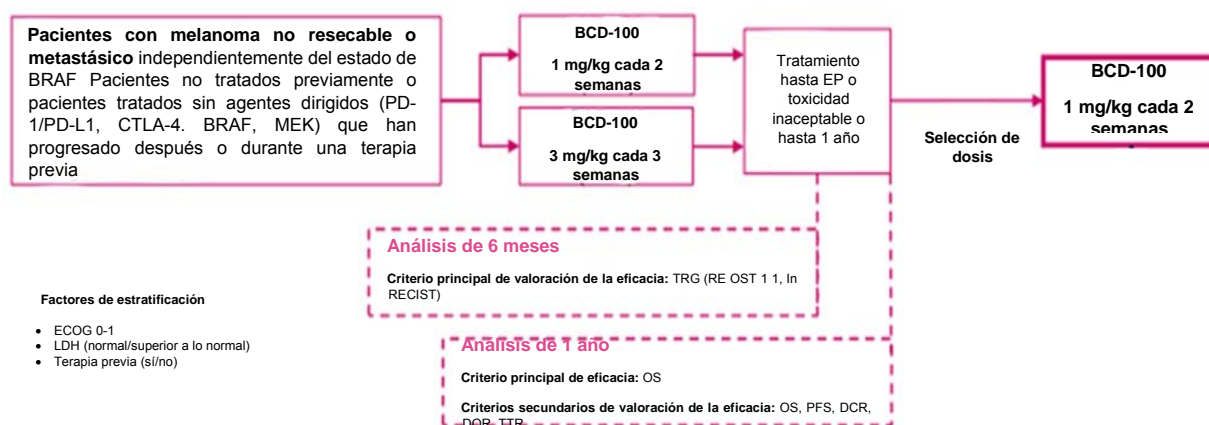 Pacientes con melanoma no resecable o
metastásico independientemente del estado de
BRAF Pacientes no tratados previamente o
pacientes tratados sin agentes dirigidos (PD-
1/PD-L1, CTLA-4. BRAF, MEK) que han
progresado después o durante una terapia
previa
BCD-100
1 mg/kg cada 2
semanas
BCD-100
3 mg/kg cada 3
semanas
Tratamiento
hasta EP o
toxicidad
inaceptable o
hasta 1 año
Selección de
dosis
BCD-100
1 mg/kg cada 2
semanas
Análisis de 6 meses
Criterio principal de valoración de la eficacia: TRG (RE OST 1 1, In
RECIST)
Factores de estratificación
• ECOG 0-1
• LDH (normal/superior a lo normal)
• Terapia previa (sí/no)
Análisis de 1 año
Criterio principal de eficacia: OS
Criterios secundarios de valoración de la eficacia: OS, PFS, DCR,
DOR, TTR